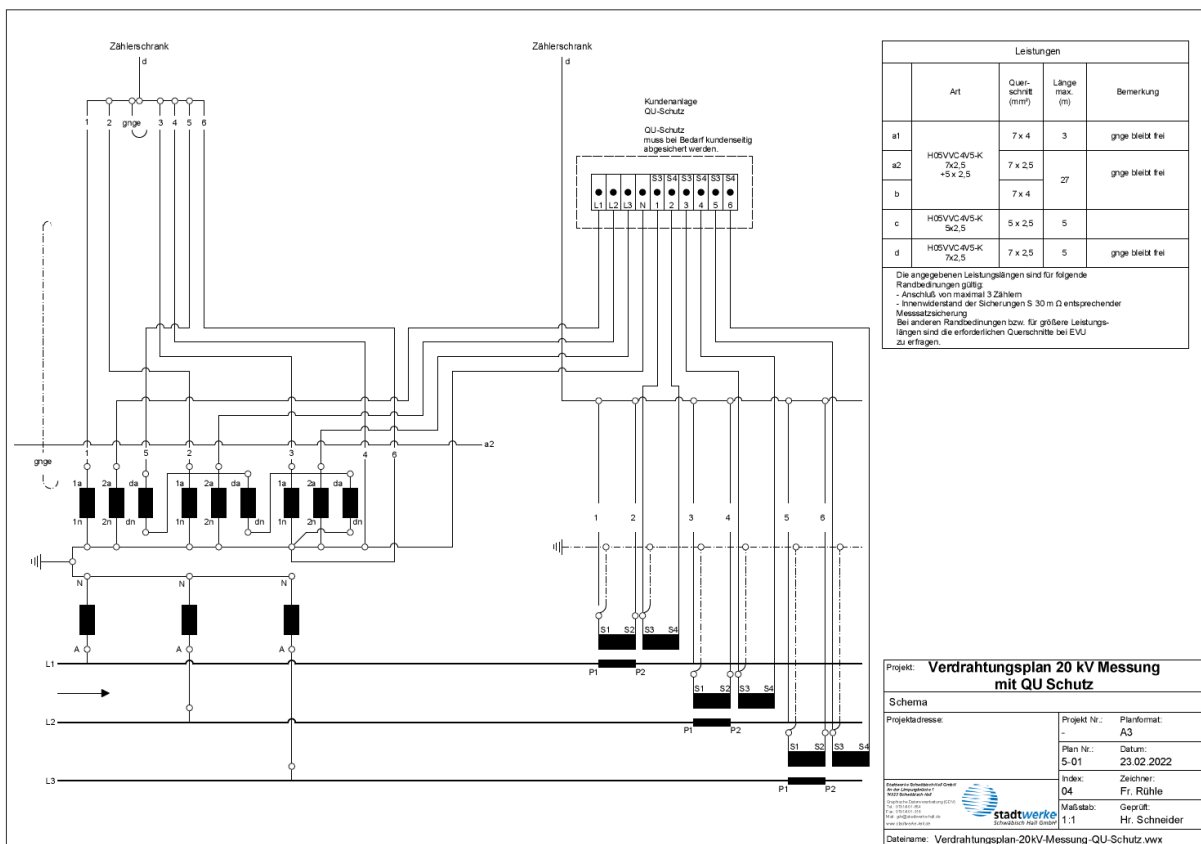 Zählerschrank
d
1
2
gnge
3
4
5
6
Zählerschrank
d
Kundenanlage
QU-Schutz
QU-Schutz
muss bei Bedarf kundenseitig
abgesichert werden.
S3 S4 S3 S4 S3 S4
L1 L2 L3 N 1 2 3 4 5 6
gnge
a2
1 5 2 3 4 6
1a 2a da 1a 2a da 1a 2a da
1n 2n dn 1n 2n dn 1n 2n dn
1 2 3 4 5 6
N N N
A A A
S1 S2 S3 S4
L1
P1 P2
S1 S2 S3 S4
L2
P1 P2
S1 S2 S3 S4
L3
P1 P2
Leistungen
Art
Quer-
schnitt
(mm²)
Länge
max.
(m)
Bemerkung
a1 7 x 4 3 gnge bleibt frei
a2 7 x 2,5 gnge bleibt frei
H05VVC4V5-K
7x2,5
+5 x 2,5
27
b 7 x 4
c H05VVC4V5-K
5x2,5
5 x 2,5 5
d H05VVC4V5-K
7x2,5
7 x 2,5 5 gnge bleibt frei
Die angegebenen Leistungslängen sind für folgende
Randbedinungen gültig:
- Anschluß von maximal 3 Zählern
- Innenwiderstand der Sicherungen S 30 m Ω entsprechender
Messsatzsicherung
Bei anderen Randbedinungen bzw. für größere Leistungs-
längen sind die erforderlichen Querschnitte bei EVU
zu erfragen.
Projekt: Verdrahtungsplan 20 kV Messung
mit QU Schutz
Schema
Projektadresse:
Projekt Nr.: Planformat:
- A3
Plan Nr.: Datum:
5-01 23.02.2022
Index: Zeichner:
04 Fr. Rühle
Maßstab: Geprüft:
1:1 Hr. Schneider
Stadtwerke Schwäbisch Hall GmbH
stadtwerke
Schwäbisch Hall GmbH
Dateiname: Verdrahtungsplan-20kV-Messung-QU-Schutz.vwx